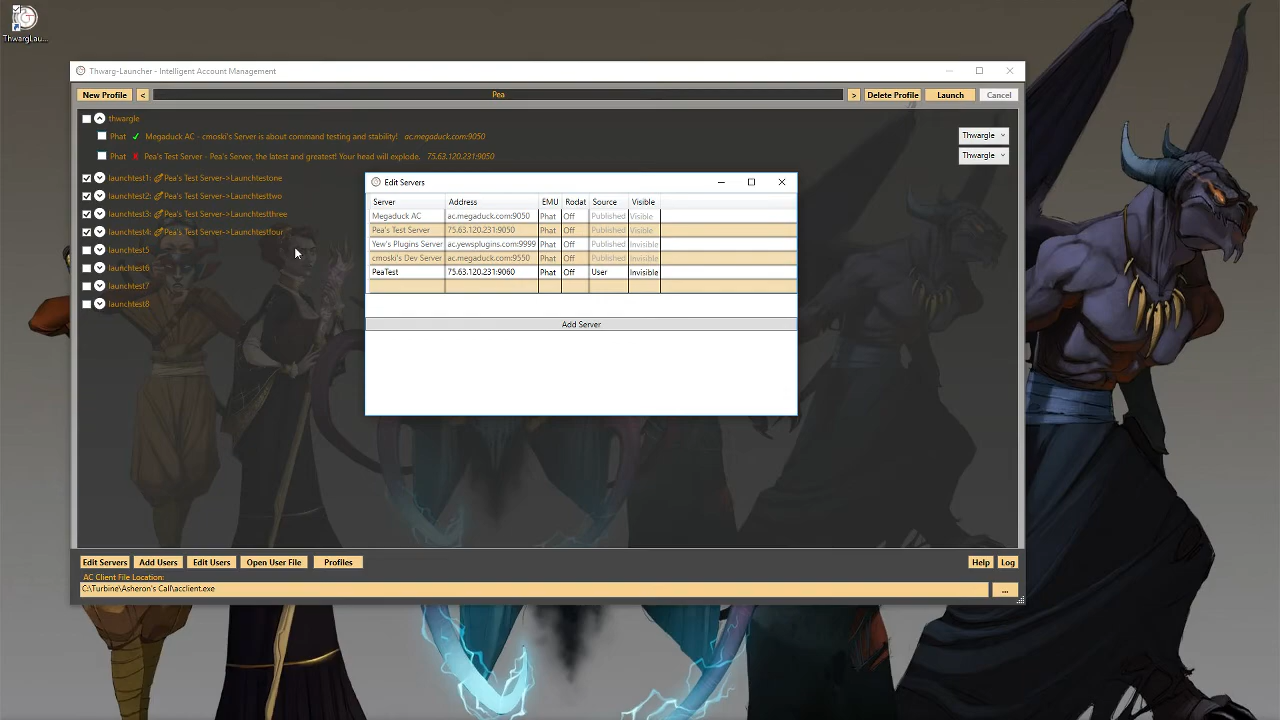 ThwargLau...
Thwarg-Launcher - Intelligent Account Management
New Profile < Pea > Delete Profile Launch Cancel
thwargle
Phat Megaduck AC - cmoski's Server is about command testing and stability! ac.megaduck.com:9050 Thwargle
Phat Pea's Test Server - Pea's Server, the latest and greatest! Your head will explode. 75.63.120.231:9050 Thwargle
launchtest1: Pea's Test Server->Launchtestone
launchtest2: Pea's Test Server->Launchtesttwo
launchtest3: Pea's Test Server->Launchtestthree
launchtest4: Pea's Test Server->Launchtestfour
launchtest5
launchtest6
launchtest7
launchtest8
Edit Servers
Server Address EMU Rodat Source Visible
Megaduck AC ac.megaduck.com:9050 Phat Off Published Visible
Pea's Test Server 75.63.120.231:9050 Phat Off Published Visible
Yew's Plugins Server ac.yewsplugins.com:9999 Phat Off Published Invisible
cmoski's Dev Server ac.megaduck.com:9550 Phat Off Published Invisible
PeaTest 75.63.120.231:9060 Phat Off User Invisible
Add Server
Edit Servers Add Users Edit Users Open User File Profiles Help Log
AC Client File Location:
C:\Turbine\Asheron's Call\acclient.exe ...